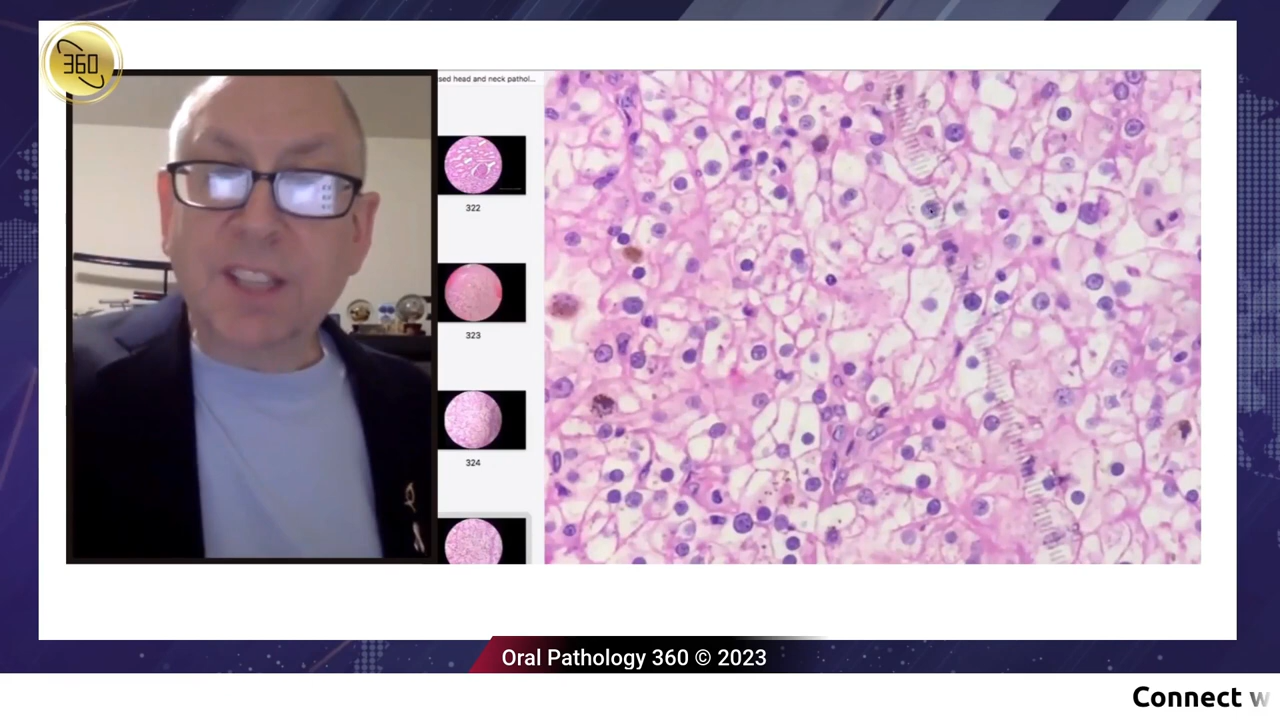 360
sed head and neck pathol...
322
323
324
Oral Pathology 360 © 2023
Connect w